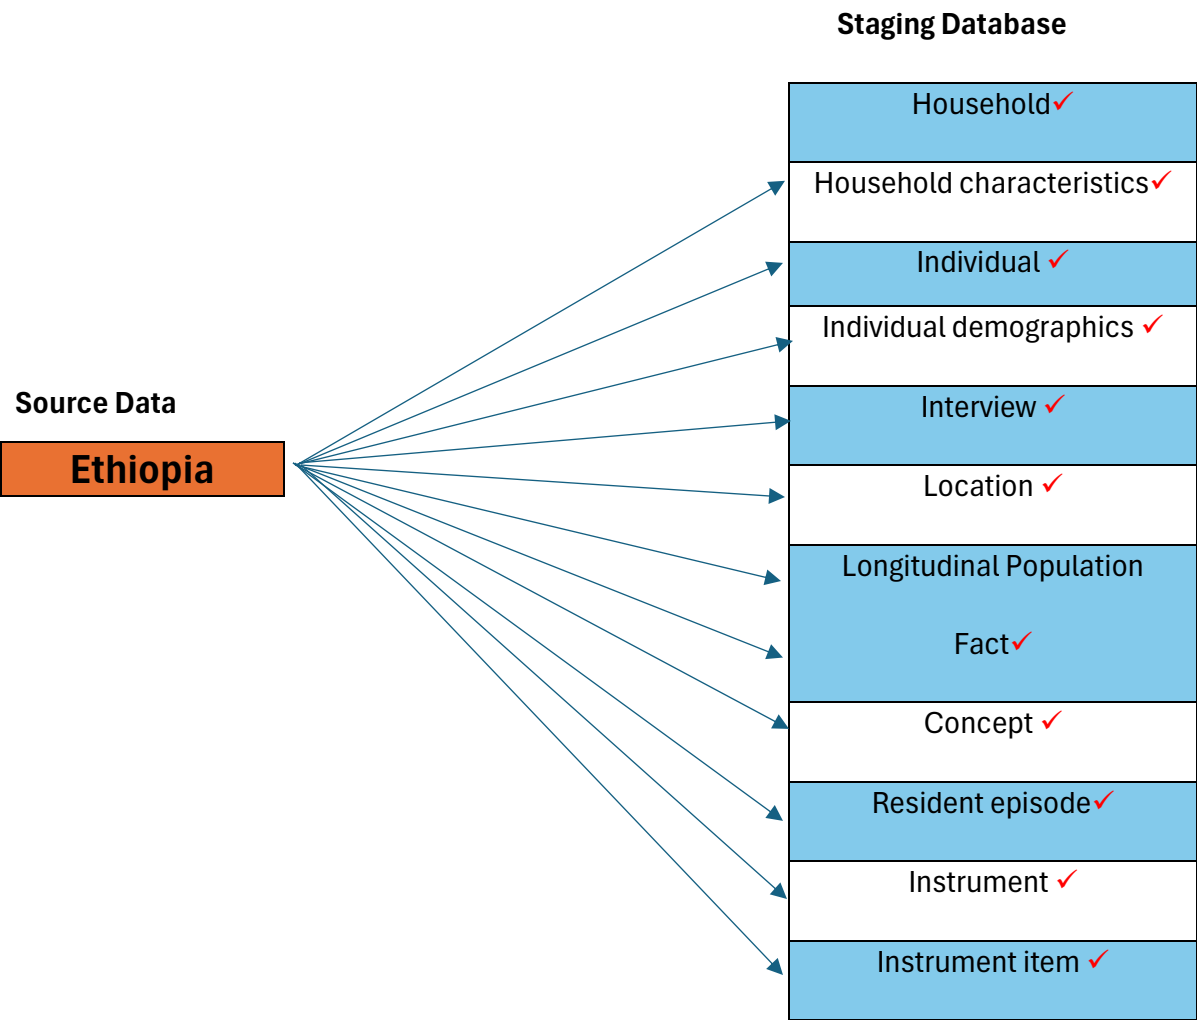 Staging Database
Household✓
Household characteristics✓
Individual ✓
Individual demographics ✓
Source Data
Interview ✓
Ethiopia
Location ✓
Longitudinal Population
Fact✓
Concept ✓
Resident episode✓
Instrument ✓
Instrument item ✓